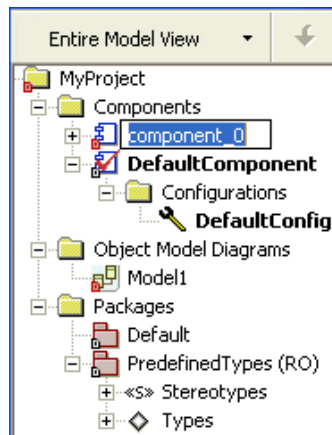 Entire Model View
MyProject
Components
component_0
DefaultComponent
Configurations
DefaultConfig
Object Model Diagrams
Model1
Packages
Default
PredefinedTypes (RO)
«S» Stereotypes
Types